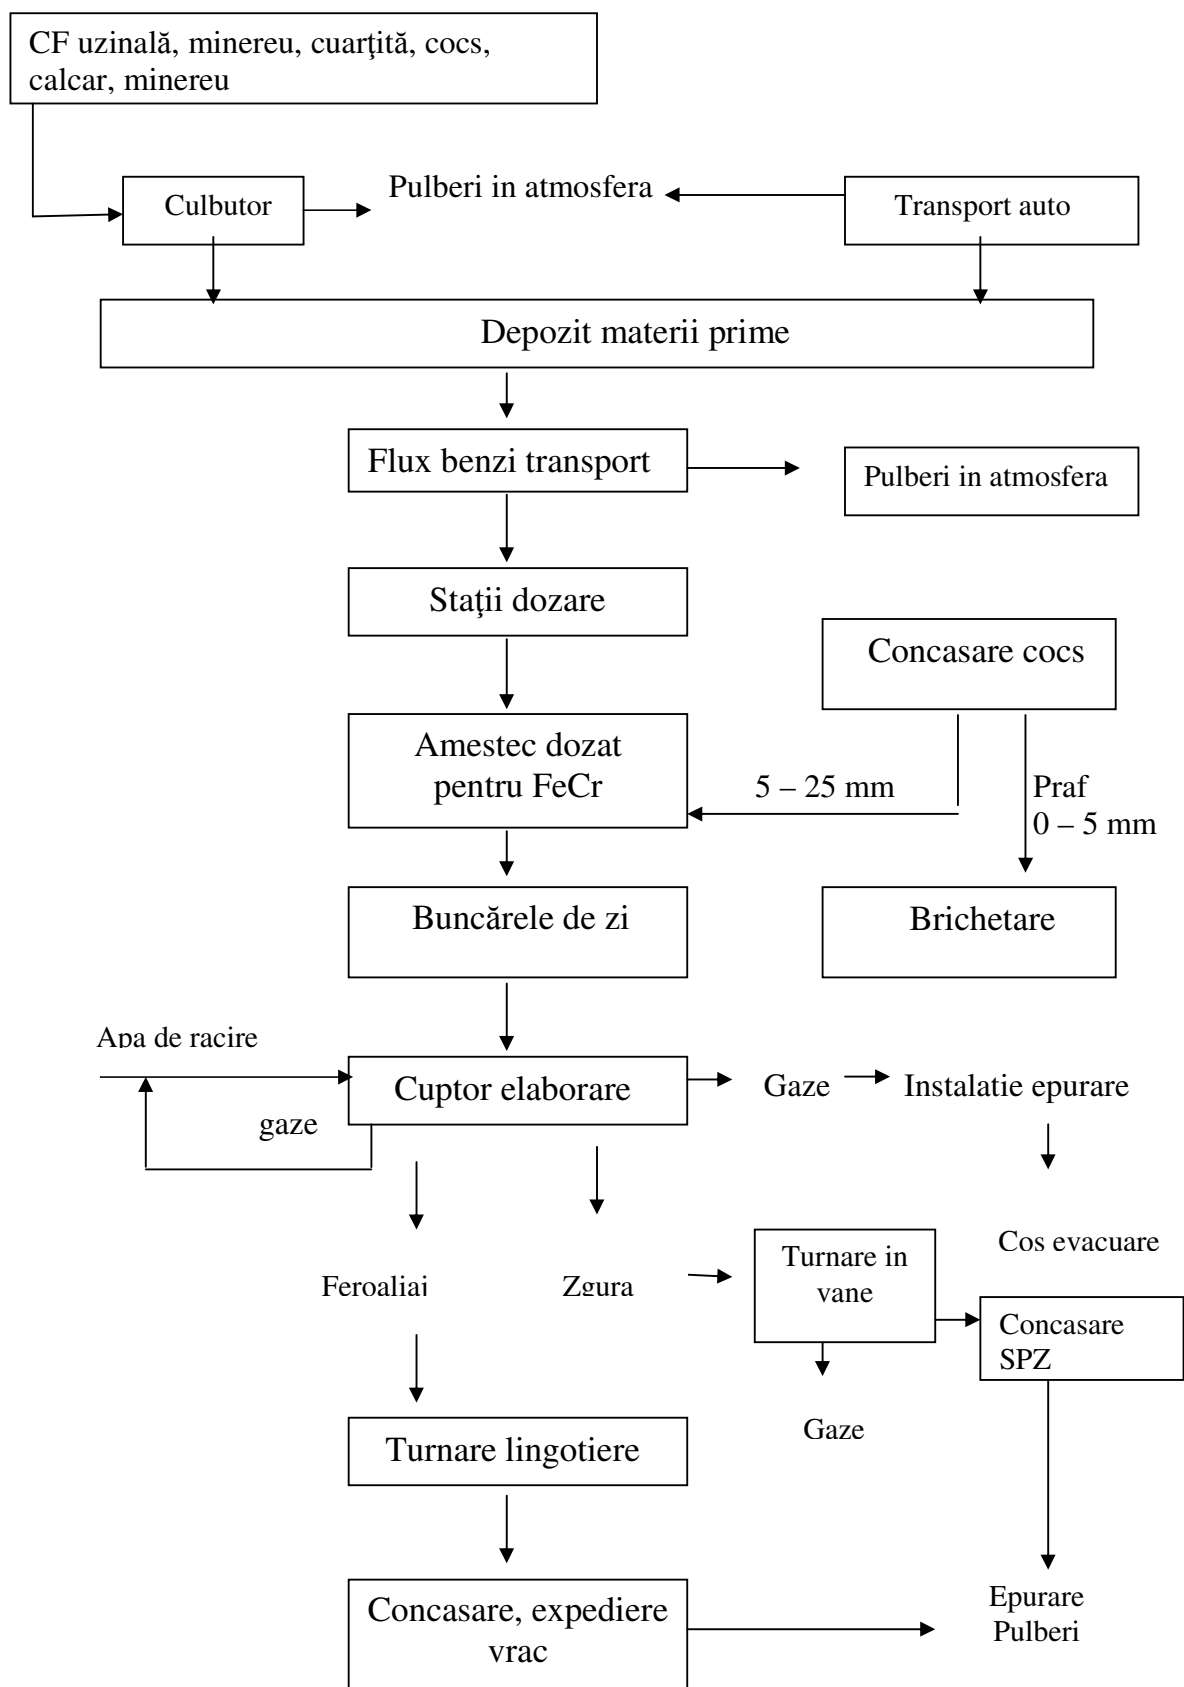 CF uzinală, minereu, cuarţită, cocs,
calcar, minereu
Culbutor
Pulberi in atmosfera
Transport auto
Depozit materii prime
Flux benzi transport
Pulberi in atmosfera
Staţii dozare
Concasare cocs
Amestec dozat
pentru FeCr
5 – 25 mm
Praf
0 – 5 mm
Buncărele de zi
Brichetare
Apa de racire
Cuptor elaborare
Gaze
Instalatie epurare
gaze
Cos evacuare
Turnare in
vane
Feroaliaj
Zgura
Concasare
SPZ
Gaze
Turnare lingotiere
Concasare, expediere
vrac
Epurare
Pulberi